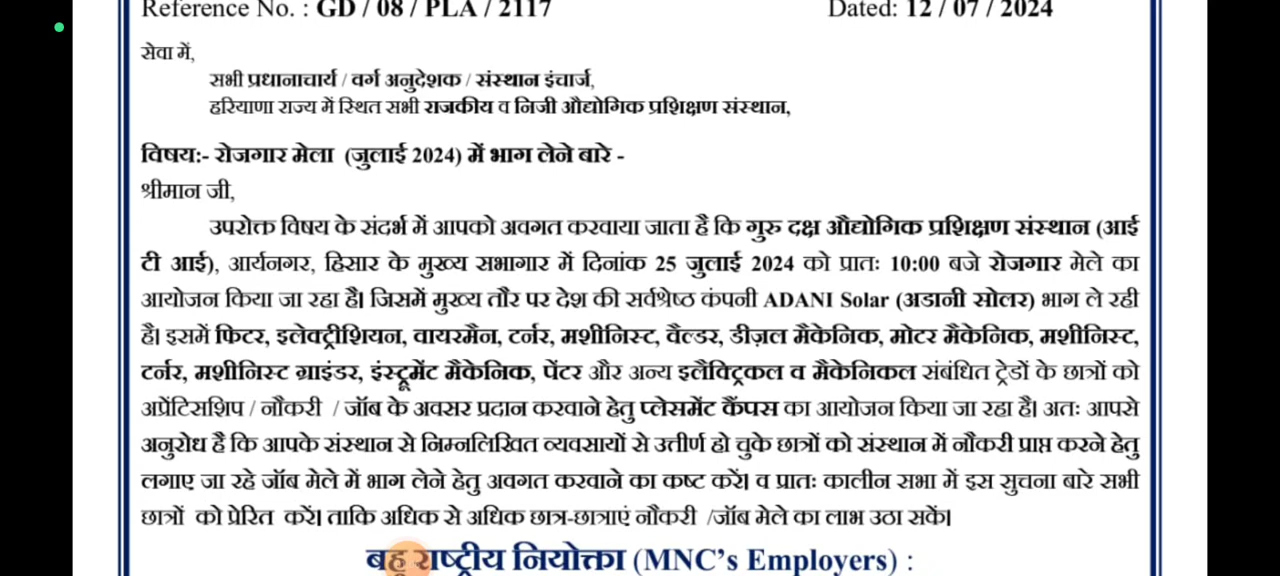 Reference No. : GD / 08 / PLA / 2117 Dated: 12 / 07 / 2024
सेवा में,
सभी प्रधानाचार्य / वर्ग अनुदेशक / संस्थान इंचार्ज,
हरियाणा राज्य में स्थित सभी राजकीय व निजी औद्योगिक प्रशिक्षण संस्थान,
विषय:- रोजगार मेला (जुलाई 2024) में भाग लेने बारे -
श्रीमान जी,
उपरोक्त विषय के संदर्भ में आपको अवगत करवाया जाता है कि गुरु दक्ष औद्योगिक प्रशिक्षण संस्थान (आई
टी आई), आर्यनगर, हिसार के मुख्य सभागार में दिनांक 25 जुलाई 2024 को प्रातः 10:00 बजे रोजगार मेले का
आयोजन किया जा रहा है। जिसमें मुख्य तौर पर देश की सर्वश्रेष्ठ कंपनी ADANI Solar (अडानी सोलर) भाग ले रही
है। इसमें फिटर, इलेक्ट्रीशियन, वायरमैन, टर्नर, मशीनिस्ट, वैल्डर, डीज़ल मैकेनिक, मोटर मैकेनिक, मशीनिस्ट,
टर्नर, मशीनिस्ट ग्राइंडर, इंस्ट्रूमेंट मैकेनिक, पेंटर और अन्य इलैक्ट्रिकल व मैकेनिकल संबंधित ट्रेडों के छात्रों को
अप्रेंटिसशिप / नौकरी / जॉब के अवसर प्रदान करवाने हेतु प्लेसमेंट कैंपस का आयोजन किया जा रहा है। अतः आपसे
अनुरोध है कि आपके संस्थान से निम्नलिखित व्यवसायों से उत्तीर्ण हो चुके छात्रों को संस्थान में नौकरी प्राप्त करने हेतु
लगाए जा रहे जॉब मेले में भाग लेने हेतु अवगत करवाने का कष्ट करें। व प्रातः कालीन सभा में इस सुचना बारे सभी
छात्रों को प्रेरित करें। ताकि अधिक से अधिक छात्र-छात्राएं नौकरी /जॉब मेले का लाभ उठा सकें।
बहू राष्ट्रीय नियोक्ता (MNC's Employers) :